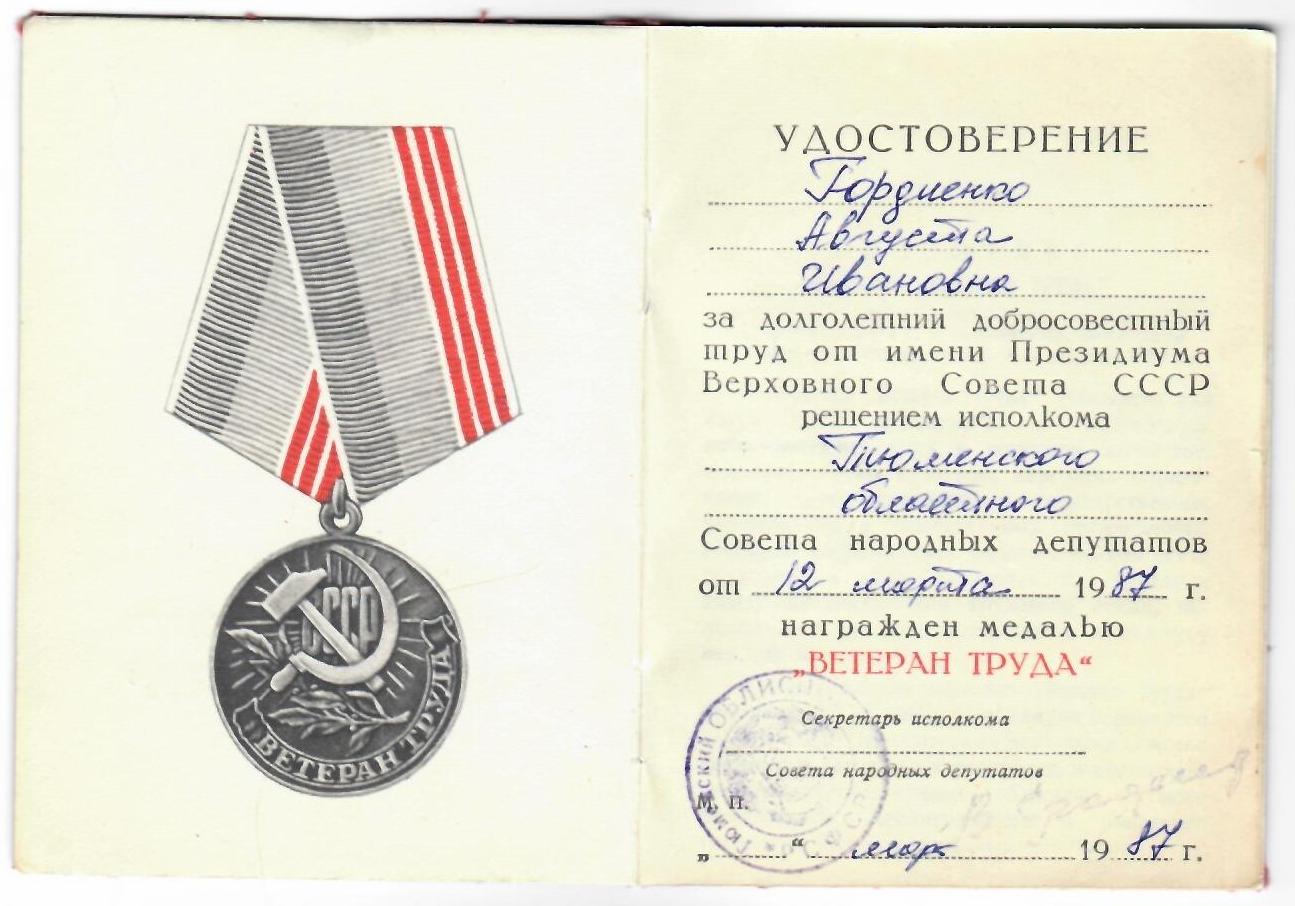 СССР
ВЕТЕРАН ТРУДА
УДОСТОВЕРЕНИЕ
Гордиенко
Августа
Ивановна
за долголетний добросовестный
труд от имени Президиума
Верховного Совета СССР
решением исполкома
Тюменского
областного
Совета народных депутатов
от 12 марта 1987 г.
награжден медалью
„ВЕТЕРАН ТРУДА“
Секретарь исполкома
Совета народных депутатов
М. П.
„ “ мар 1987 г.